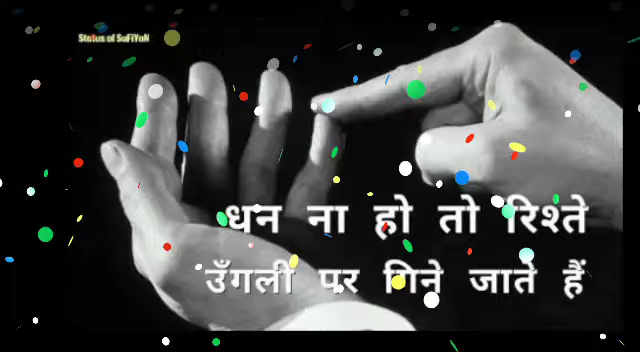 Status of SuFiYaN
धन ना हो तो रिश्ते
उँगली पर गिने जाते हैं